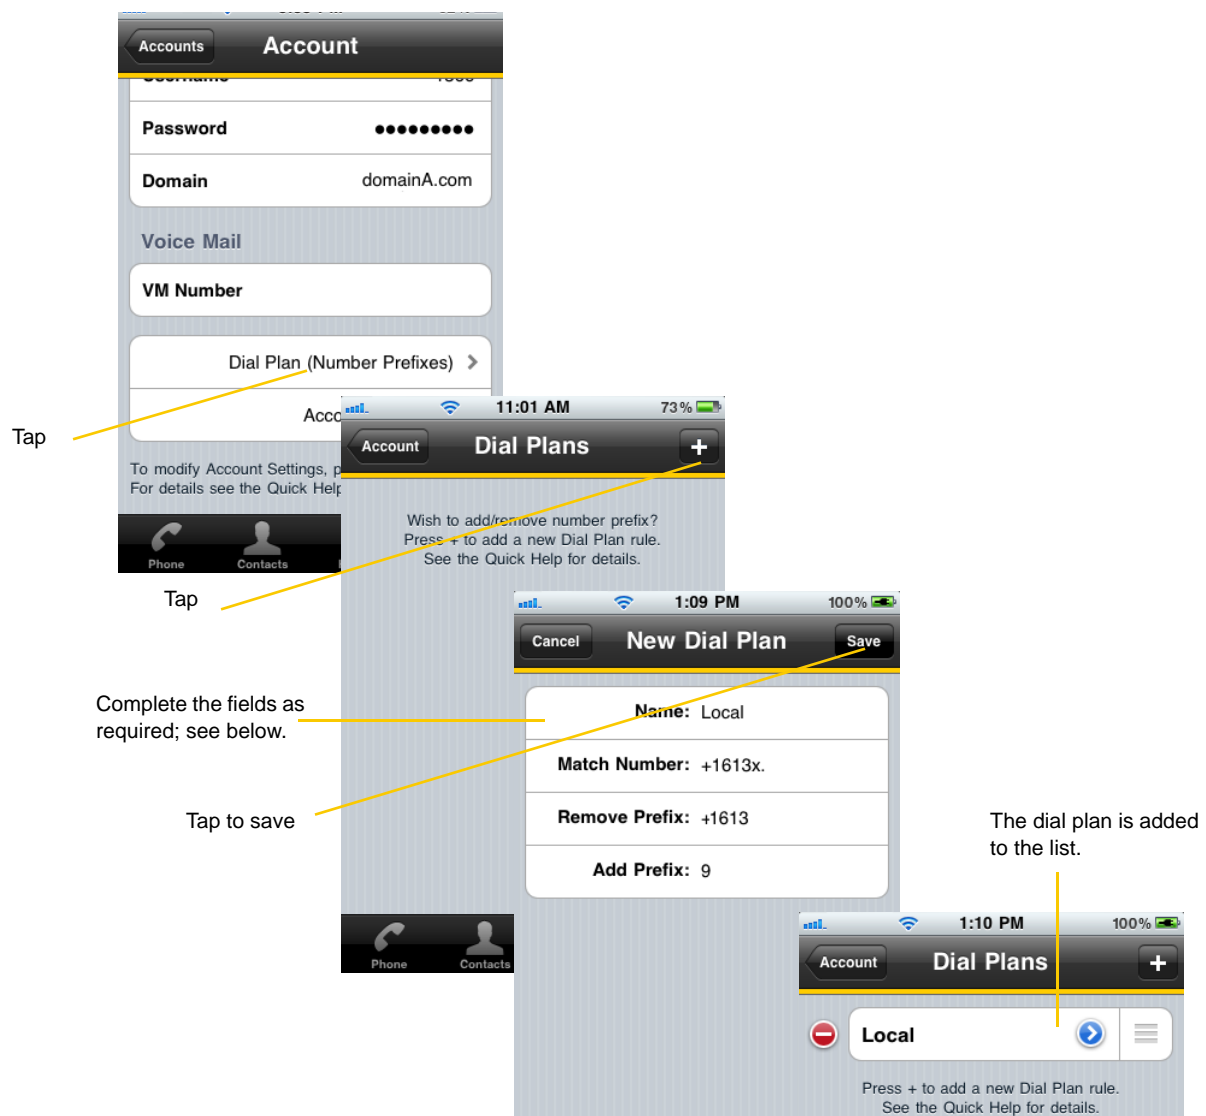 Accounts
Account
Password
Domain
domainA.com
Voice Mail
VM Number
Dial Plan (Number Prefixes)
Acco
Tap
To modify Account Settings, p
For details see the Quick Help
Phone
Contacts
11:01 AM
73%
Account
Dial Plans
+
Wish to add/remove number prefix?
Press + to add a new Dial Plan rule.
See the Quick Help for details.
Tap
1:09 PM
100%
Cancel
New Dial Plan
Save
Complete the fields as
required; see below.
Name: Local
Match Number: +1613x.
Remove Prefix: +1613
Add Prefix: 9
Tap to save
Phone
Contacts
The dial plan is added
to the list.
1:10 PM
100%
Account
Dial Plans
+
Local
Press + to add a new Dial Plan rule.
See the Quick Help for details.